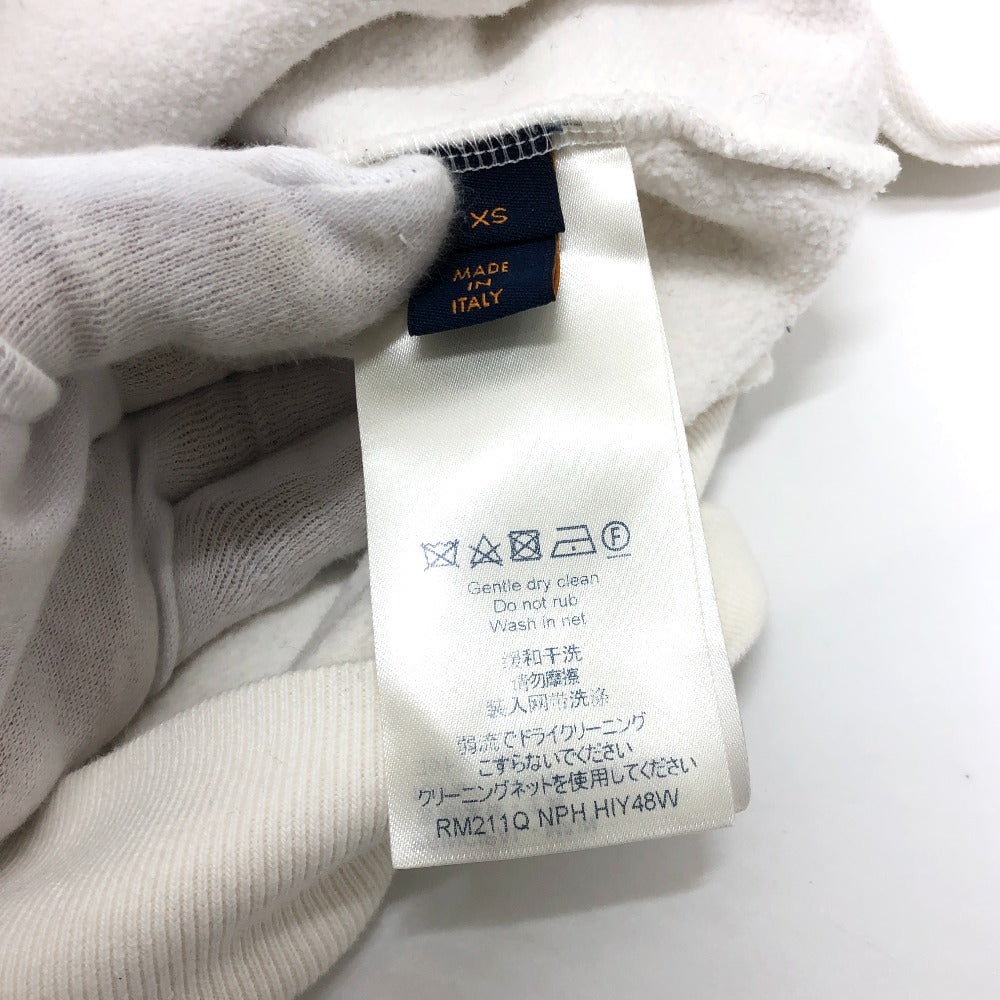 XS
MADE
IN
ITALY
F
Gentle dry clean
Do not rub
Wash in net
缓和干洗
请勿摩擦
装入网带洗涤
弱流でドライクリーニング
こすらないでください
クリーニングネットを使用してください
RM211Q NPH HIY48W